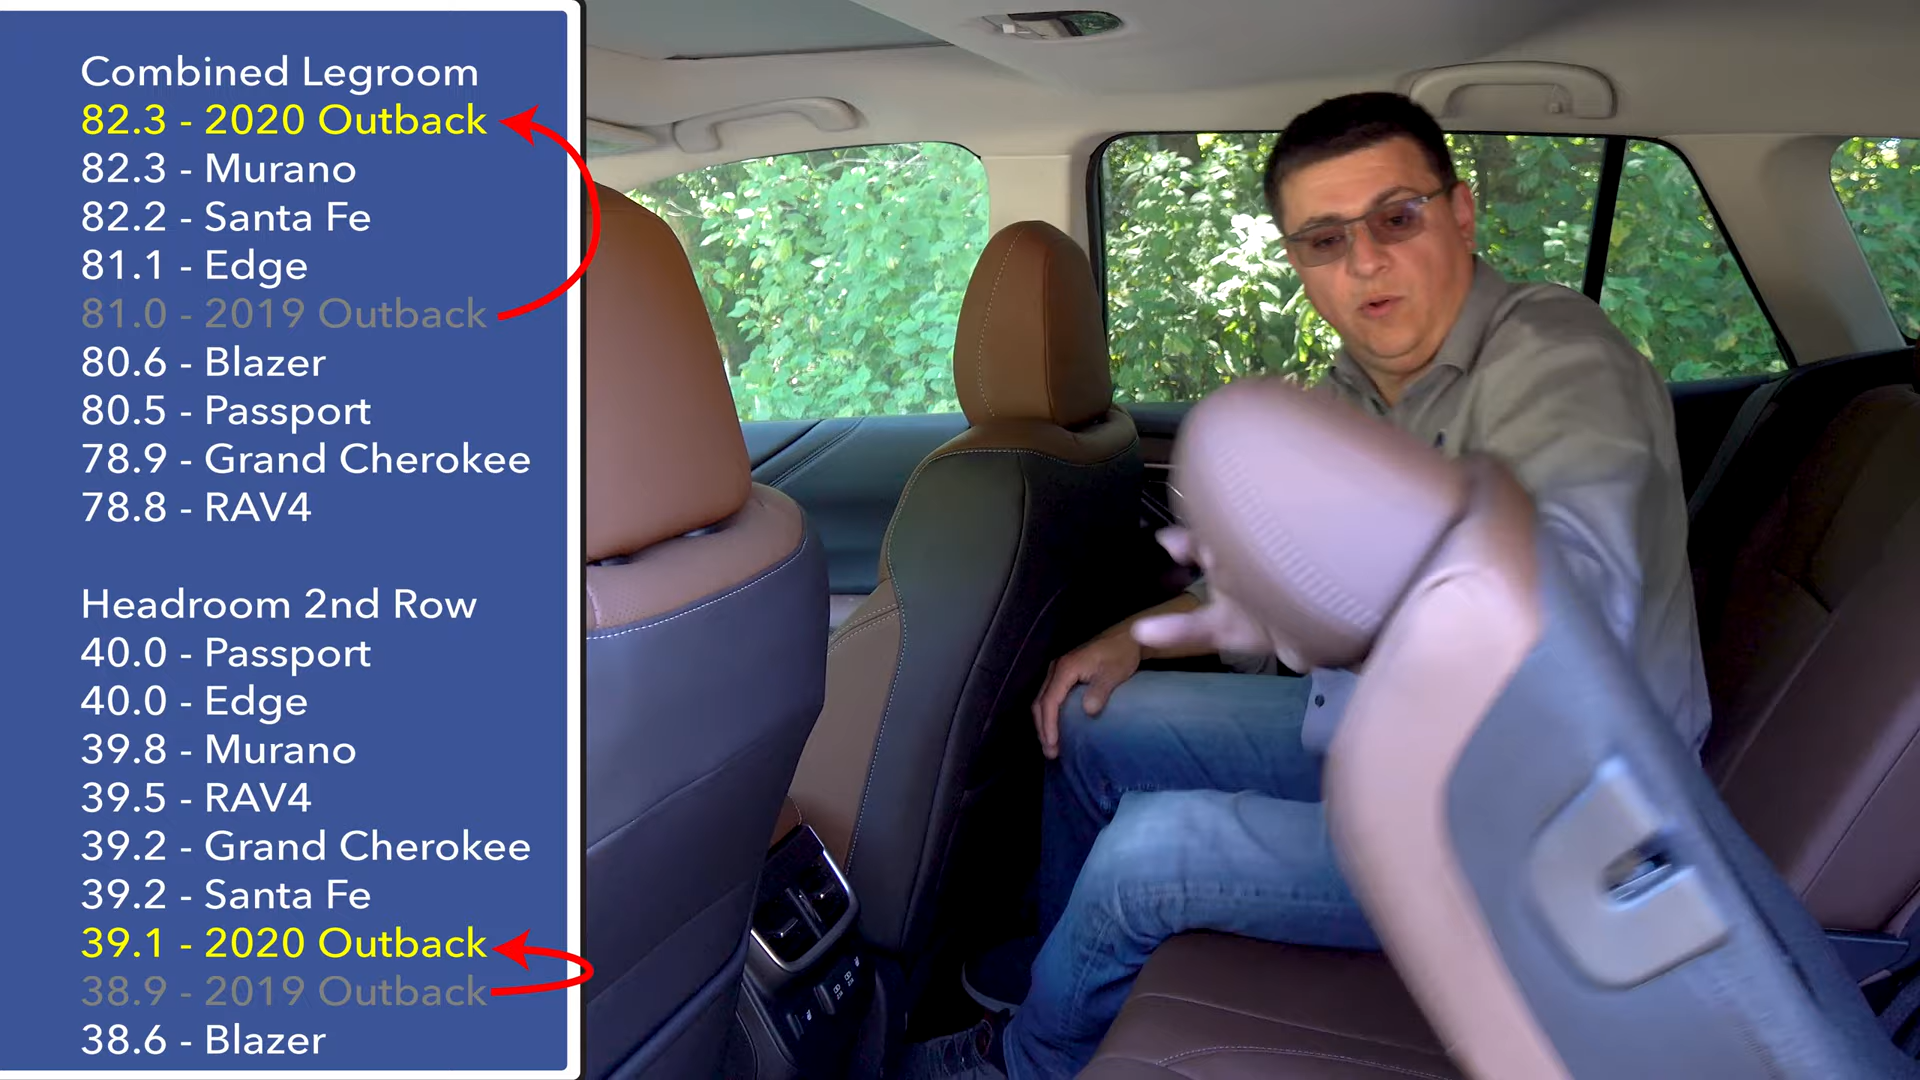 Combined Legroom
82.3 - 2020 Outback
82.3 - Murano
82.2 - Santa Fe
81.1 - Edge
81.0 - 2019 Outback
80.6 - Blazer
80.5 - Passport
78.9 - Grand Cherokee
78.8 - RAV4
Headroom 2nd Row
40.0 - Passport
40.0 - Edge
39.8 - Murano
39.5 - RAV4
39.2 - Grand Cherokee
39.2 - Santa Fe
39.1 - 2020 Outback
38.9 - 2019 Outback
38.6 - Blazer